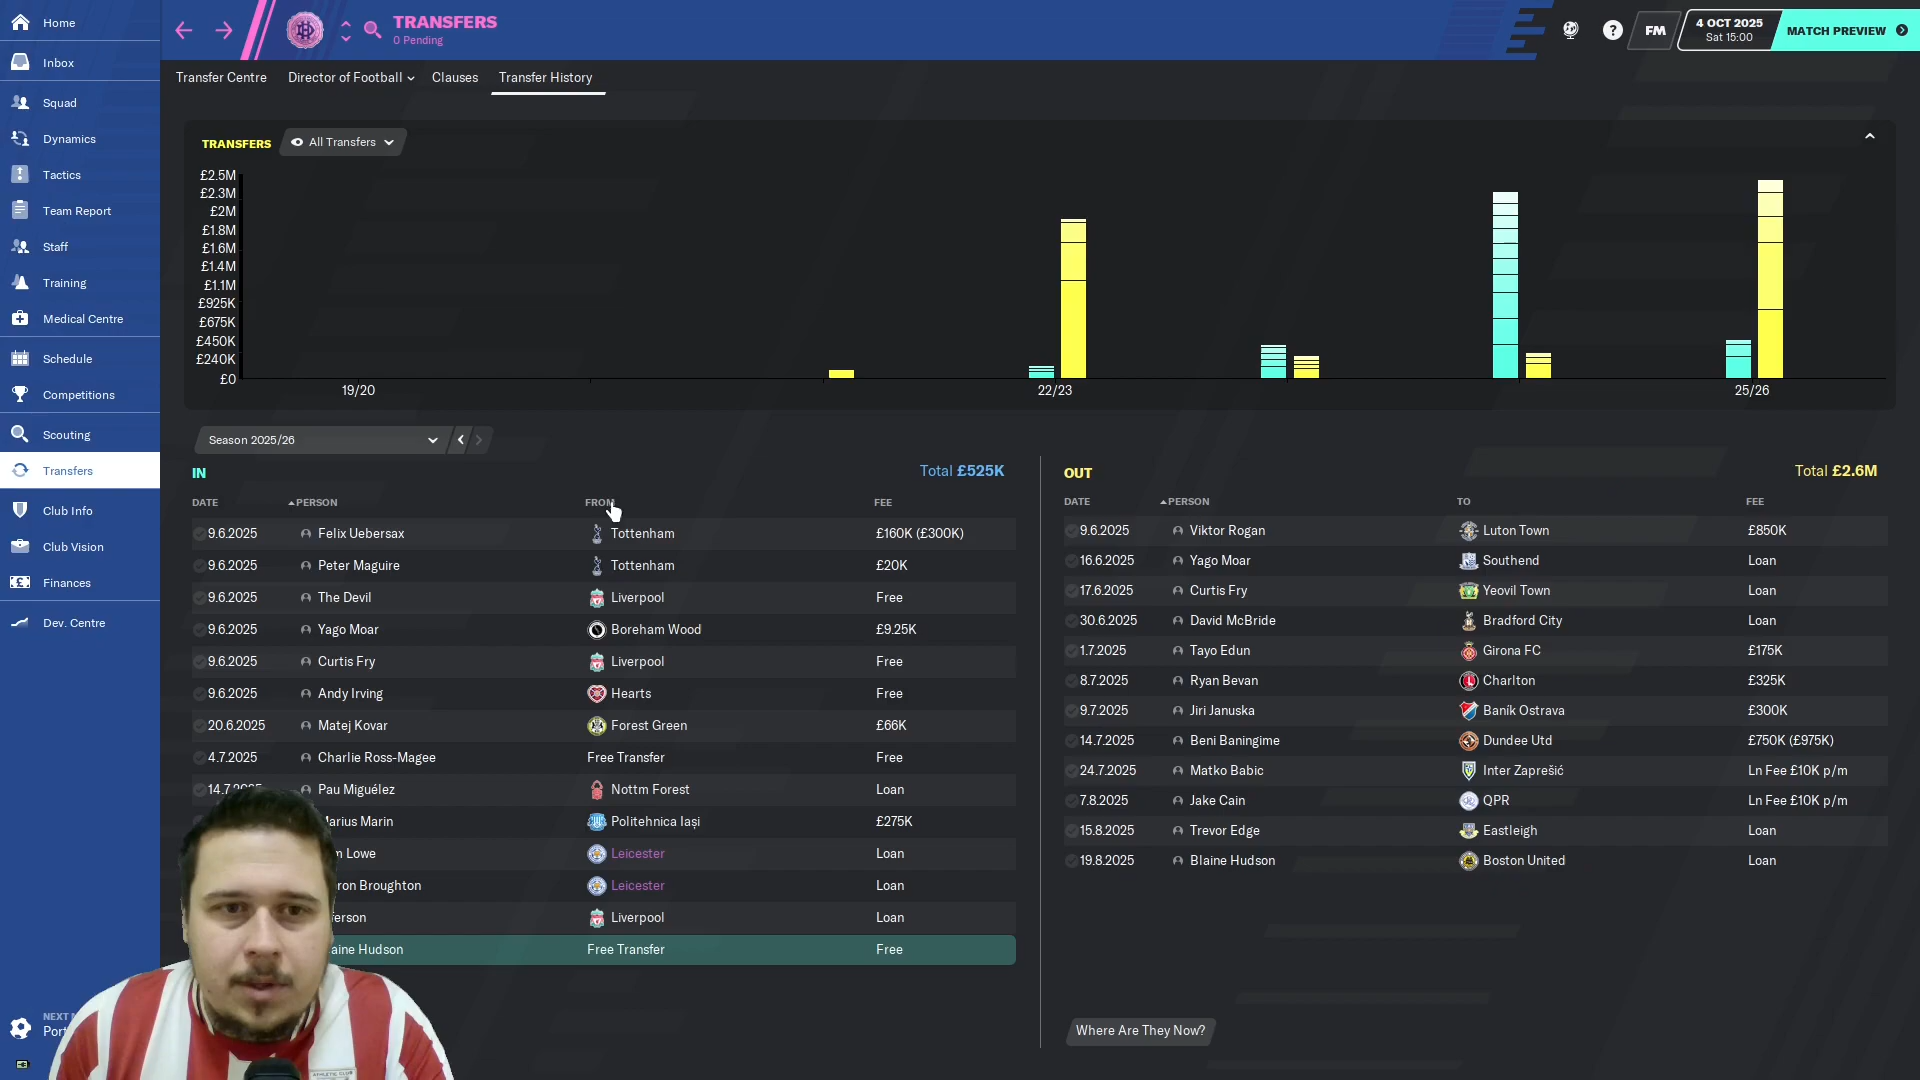 Home
Inbox
Squad
Dynamics
Tactics
Team Report
Staff
Training
Medical Centre
Schedule
Competitions
Scouting
Transfers
Club Info
Club Vision
Finances
Dev. Centre
NEXT
Port
TRANSFERS
0 Pending
FM
4 OCT 2025
Sat 15:00
MATCH PREVIEW
Transfer Centre Director of Football Clauses Transfer History
TRANSFERS All Transfers
£2.5M
£2.3M
£2M
£1.8M
£1.6M
£1.4M
£1.1M
£925K
£675K
£450K
£240K
£0
19/20 22/23 25/26
Season 2025/26
IN Total £525K
DATE PERSON FROM FEE
9.6.2025 Felix Uebersax Tottenham £160K (£300K)
9.6.2025 Peter Maguire Tottenham £20K
9.6.2025 The Devil Liverpool Free
9.6.2025 Yago Moar Boreham Wood £9.25K
9.6.2025 Curtis Fry Liverpool Free
9.6.2025 Andy Irving Hearts Free
20.6.2025 Matej Kovar Forest Green £66K
4.7.2025 Charlie Ross-Magee Free Transfer Free
14.7.2025 Pau Miguélez Nottm Forest Loan
Marius Marin Politehnica Iași £275K
Lowe Leicester Loan
Broughton Leicester Loan
Liverpool Loan
Blaine Hudson Free Transfer Free
OUT Total £2.6M
DATE PERSON TO FEE
9.6.2025 Viktor Rogan Luton Town £850K
16.6.2025 Yago Moar Southend Loan
17.6.2025 Curtis Fry Yeovil Town Loan
30.6.2025 David McBride Bradford City Loan
1.7.2025 Tayo Edun Girona FC £175K
8.7.2025 Ryan Bevan Charlton £325K
9.7.2025 Jiri Januska Baník Ostrava £300K
14.7.2025 Beni Baningime Dundee Utd £750K (£975K)
24.7.2025 Matko Babic Inter Zaprešić Ln Fee £10K p/m
7.8.2025 Jake Cain QPR Ln Fee £10K p/m
15.8.2025 Trevor Edge Eastleigh Loan
19.8.2025 Blaine Hudson Boston United Loan
Where Are They Now?
ATHLETIC CLUB